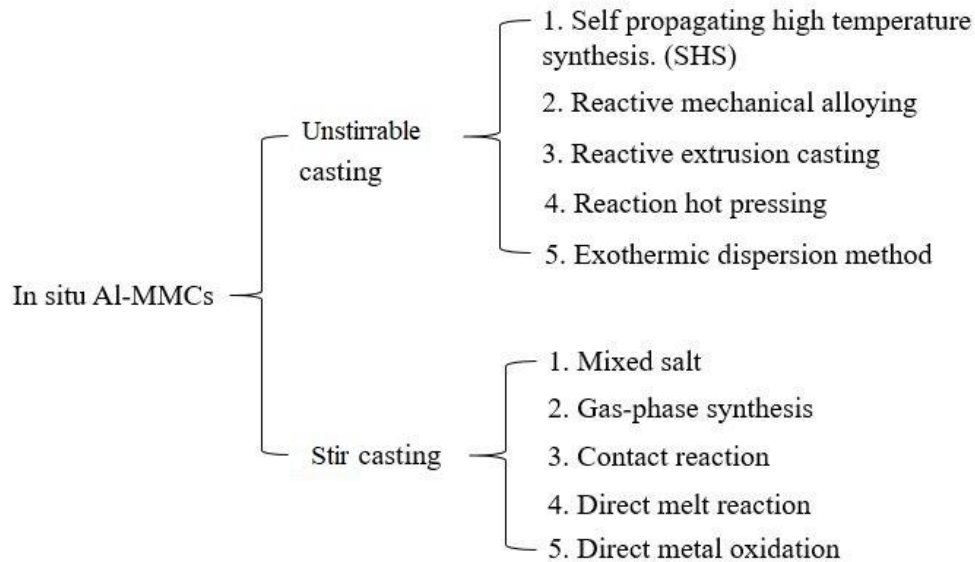 In situ Al-MMCs
Unstirrable
casting
1. Self propagating high temperature
synthesis. (SHS)
2. Reactive mechanical alloying
3. Reactive extrusion casting
4. Reaction hot pressing
5. Exothermic dispersion method
Stir casting
1. Mixed salt
2. Gas-phase synthesis
3. Contact reaction
4. Direct melt reaction
5. Direct metal oxidation